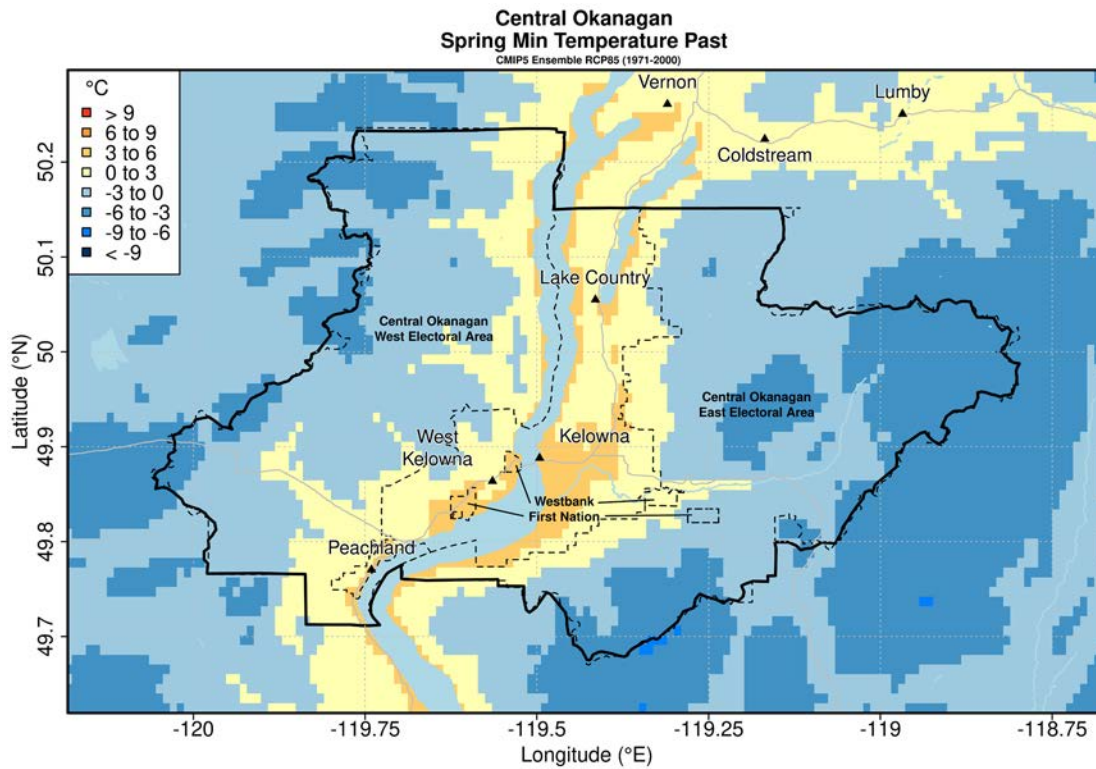 Central Okanagan
Spring Min Temperature Past
CMIP5 Ensemble RCP85 (1971-2000)
°C
> 9
6 to 9
3 to 6
0 to 3
-3 to 0
-6 to -3
-9 to -6
< -9
Vernon
Lumby
Coldstream
Lake Country
Central Okanagan
West Electoral Area
Central Okanagan
East Electoral Area
West
Kelowna
Kelowna
Westbank
First Nation
Peachland
50.2
50.1
50
49.9
49.8
49.7
Latitude (°N)
-120
-119.75
-119.5
-119.25
-119
-118.75
Longitude (°E)